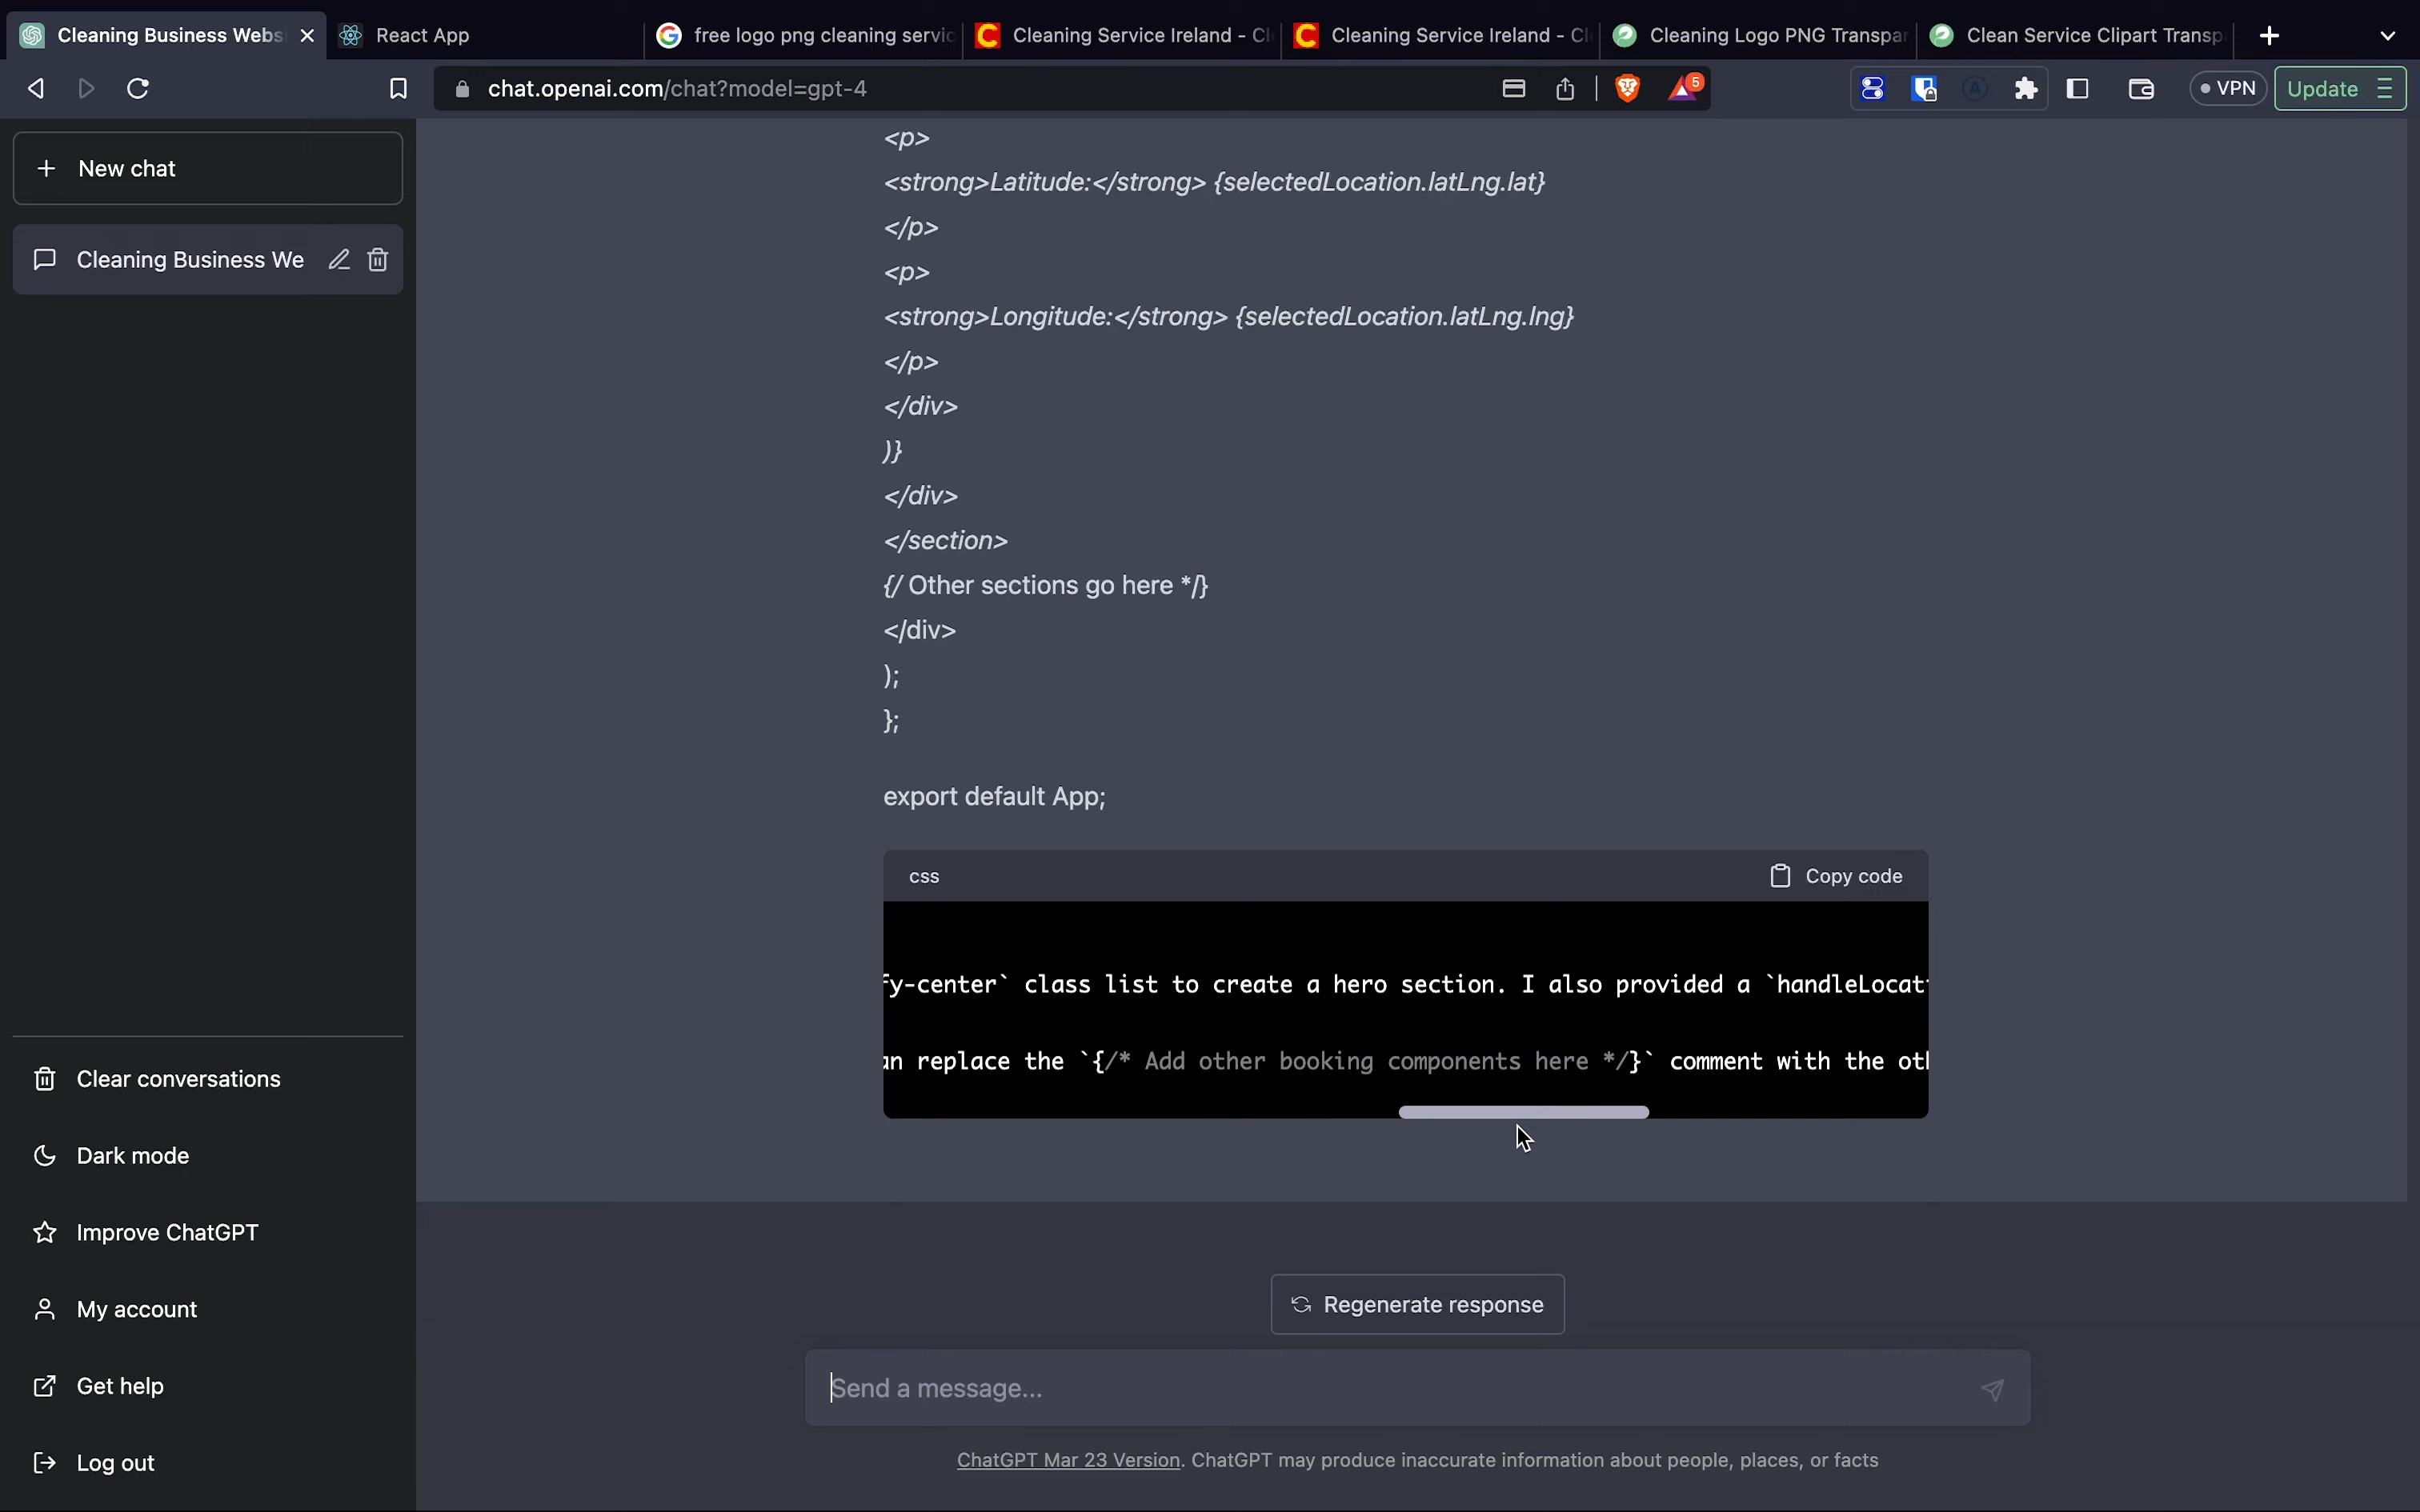 Cleaning Business Websi
React App
free logo png cleaning servic
Cleaning Service Ireland - Cl
Cleaning Service Ireland - Cl
Cleaning Logo PNG Transpar
Clean Service Clipart Transp
chat.openai.com/chat?model=gpt-4
5
VPN
Update
New chat
Cleaning Business We
<p>
<strong>Latitude:</strong> {selectedLocation.latLng.lat}
</p>
<p>
<strong>Longitude:</strong> {selectedLocation.latLng.lng}
</p>
</div>
)}
</div>
</section>
{/ Other sections go here */}
</div>
);
};
export default App;
css
Copy code
fy-center` class list to create a hero section. I also provided a `handleLocat
an replace the `{/* Add other booking components here */}` comment with the oth
Clear conversations
Dark mode
Improve ChatGPT
My account
Get help
Log out
Regenerate response
Send a message...
ChatGPT Mar 23 Version. ChatGPT may produce inaccurate information about people, places, or facts